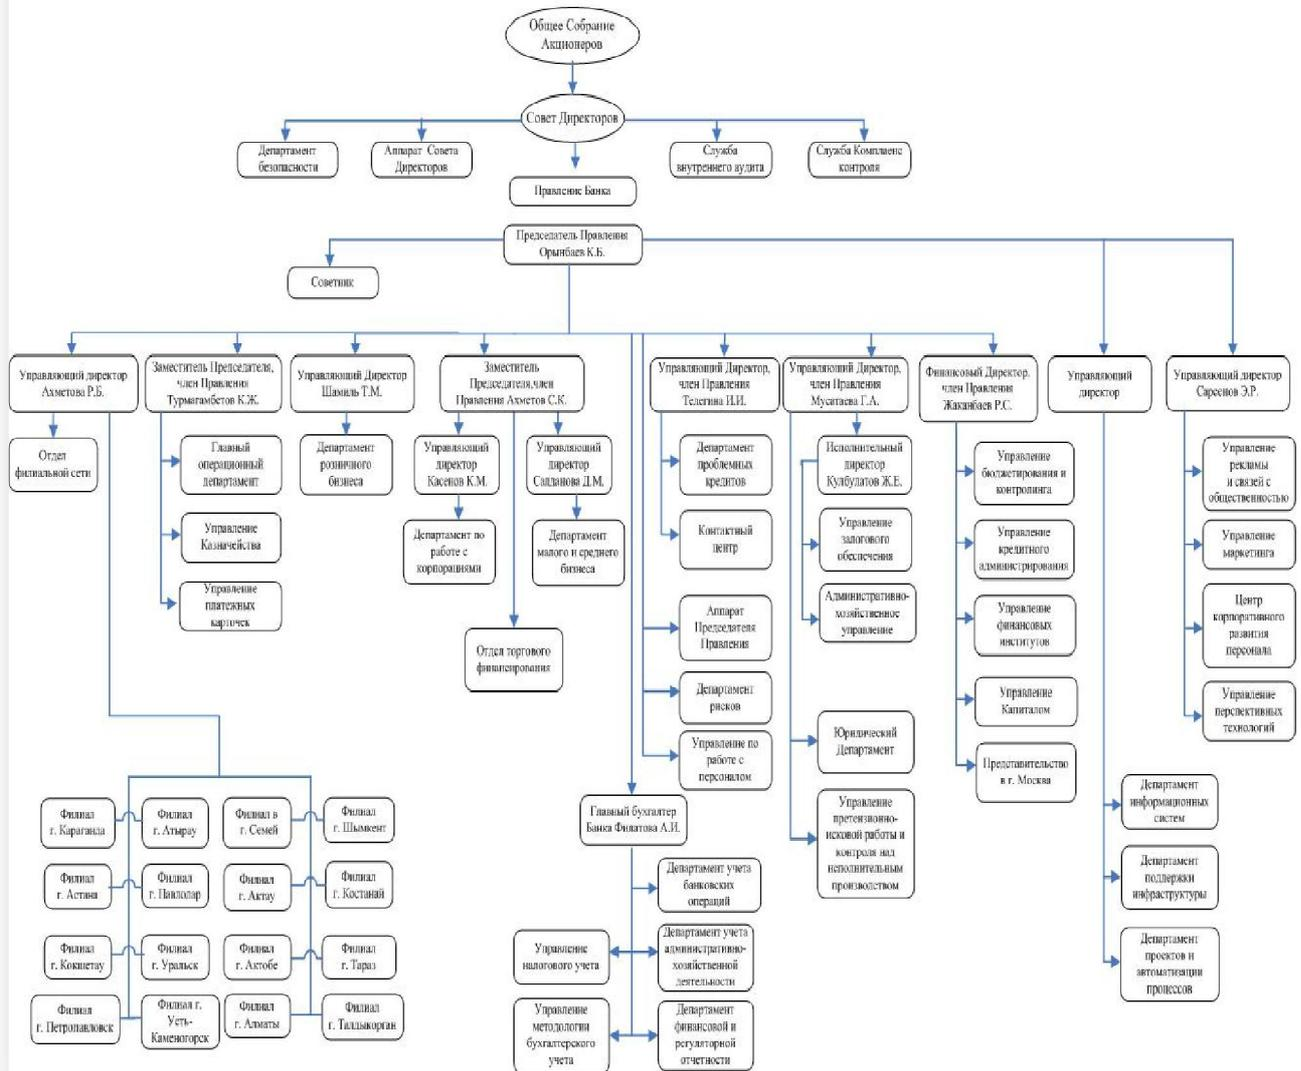 Общее Собрание
Акционеров
Совет Директоров
Департамент
безопасности
Аппарат Совета
Директоров
Служба
внутреннего аудита
Служба Комплаенс
контроля
Правление Банка
Председатель Правления
Орынбаев К.Б.
Советник
Управляющий директор
Ахметова Р.Б.
Заместитель Председателя,
член Правления
Турмагамбетов К.Ж.
Управляющий Директор
Шамиль Т.М.
Заместитель
Председателя,член
Правления Ахметов С.К.
Управляющий Директор,
член Правления
Телегина И.И.
Управляющий Директор,
член Правления
Мусатаева Г.А.
Финансовый Директор,
член Правления
Жаканбаев Р.С.
Управляющий
директор
Управляющий директор
Сарсенов Э.Р.
Отдел
филиальной сети
Главный
операционный
департамент
Управление
Казначейства
Управление
платежных
карточек
Департамент
розничного
бизнеса
Управляющий
директор
Касенов К.М.
Управляющий
директор
Салданова Д.М.
Департамент по
работе с
корпорациями
Департамент
малого и среднего
бизнеса
Отдел торгового
финансирования
Департамент
проблемных
кредитов
Контактный
центр
Аппарат
Председателя
Правления
Департамент
рисков
Управление по
работе с
персоналом
Исполнительный
директор
Кулбулатов Ж.Е.
Управление
залогового
обеспечения
Административно-
хозяйственное
управление
Юридический
Департамент
Управление
претензионно-
исковой работы и
контроля над
исполнительным
производством
Управление
бюджетирования и
контролинга
Управление
кредитного
администрирования
Управление
финансовых
институтов
Управление
Капиталом
Представительство
в г. Москва
Управление
рекламы
и связей с
общественностью
Управление
маркетинга
Центр
корпоративного
развития
персонала
Управление
перспективных
технологий
Департамент
информационных
систем
Департамент
поддержки
инфраструктуры
Департамент
проектов и
автоматизации
процессов
Филиал
г. Караганда
Филиал
г. Атырау
Филиал в
г. Семей
Филиал
г. Шымкент
Филиал
г. Астана
Филиал
г. Павлолар
Филиал
г. Актау
Филиал
г. Костанай
Филиал
г. Кокшетау
Филиал
г. Уральск
Филиал
г. Актобе
Филиал
г. Тараз
Филиал
г. Петропавловск
Филиал г.
Усть-
Каменогорск
Филиал
г. Алматы
Филиал
г. Талдыкорган
Главный бухгалтер
Банка Филатова А.И.
Департамент учета
банковских
операций
Управление
налогового учета
Департамент учета
административно-
хозяйственной
деятельности
Управление
методологии
бухгалтерского
учета
Департамент
финансовой и
регуляторной
отчетности